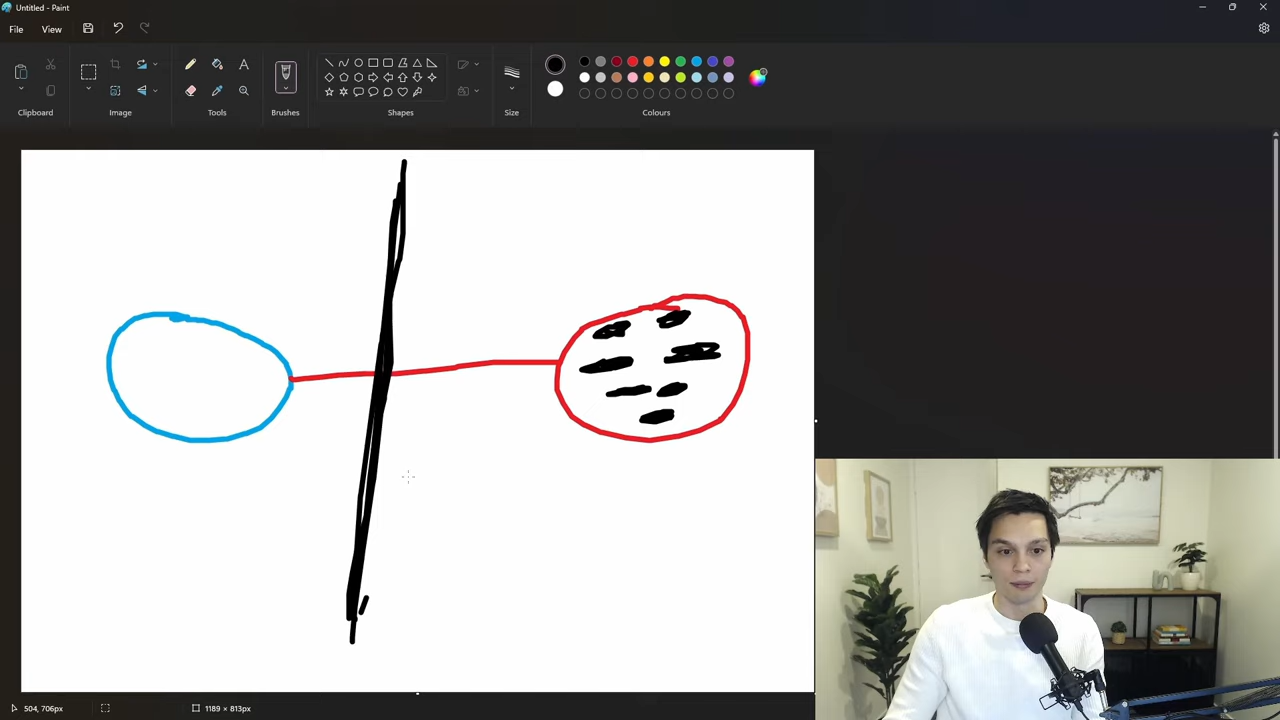 Untitled - Paint
File
View
Clipboard
Image
Tools
Brushes
Shapes
Size
Colours
504, 706px
1189 × 813px